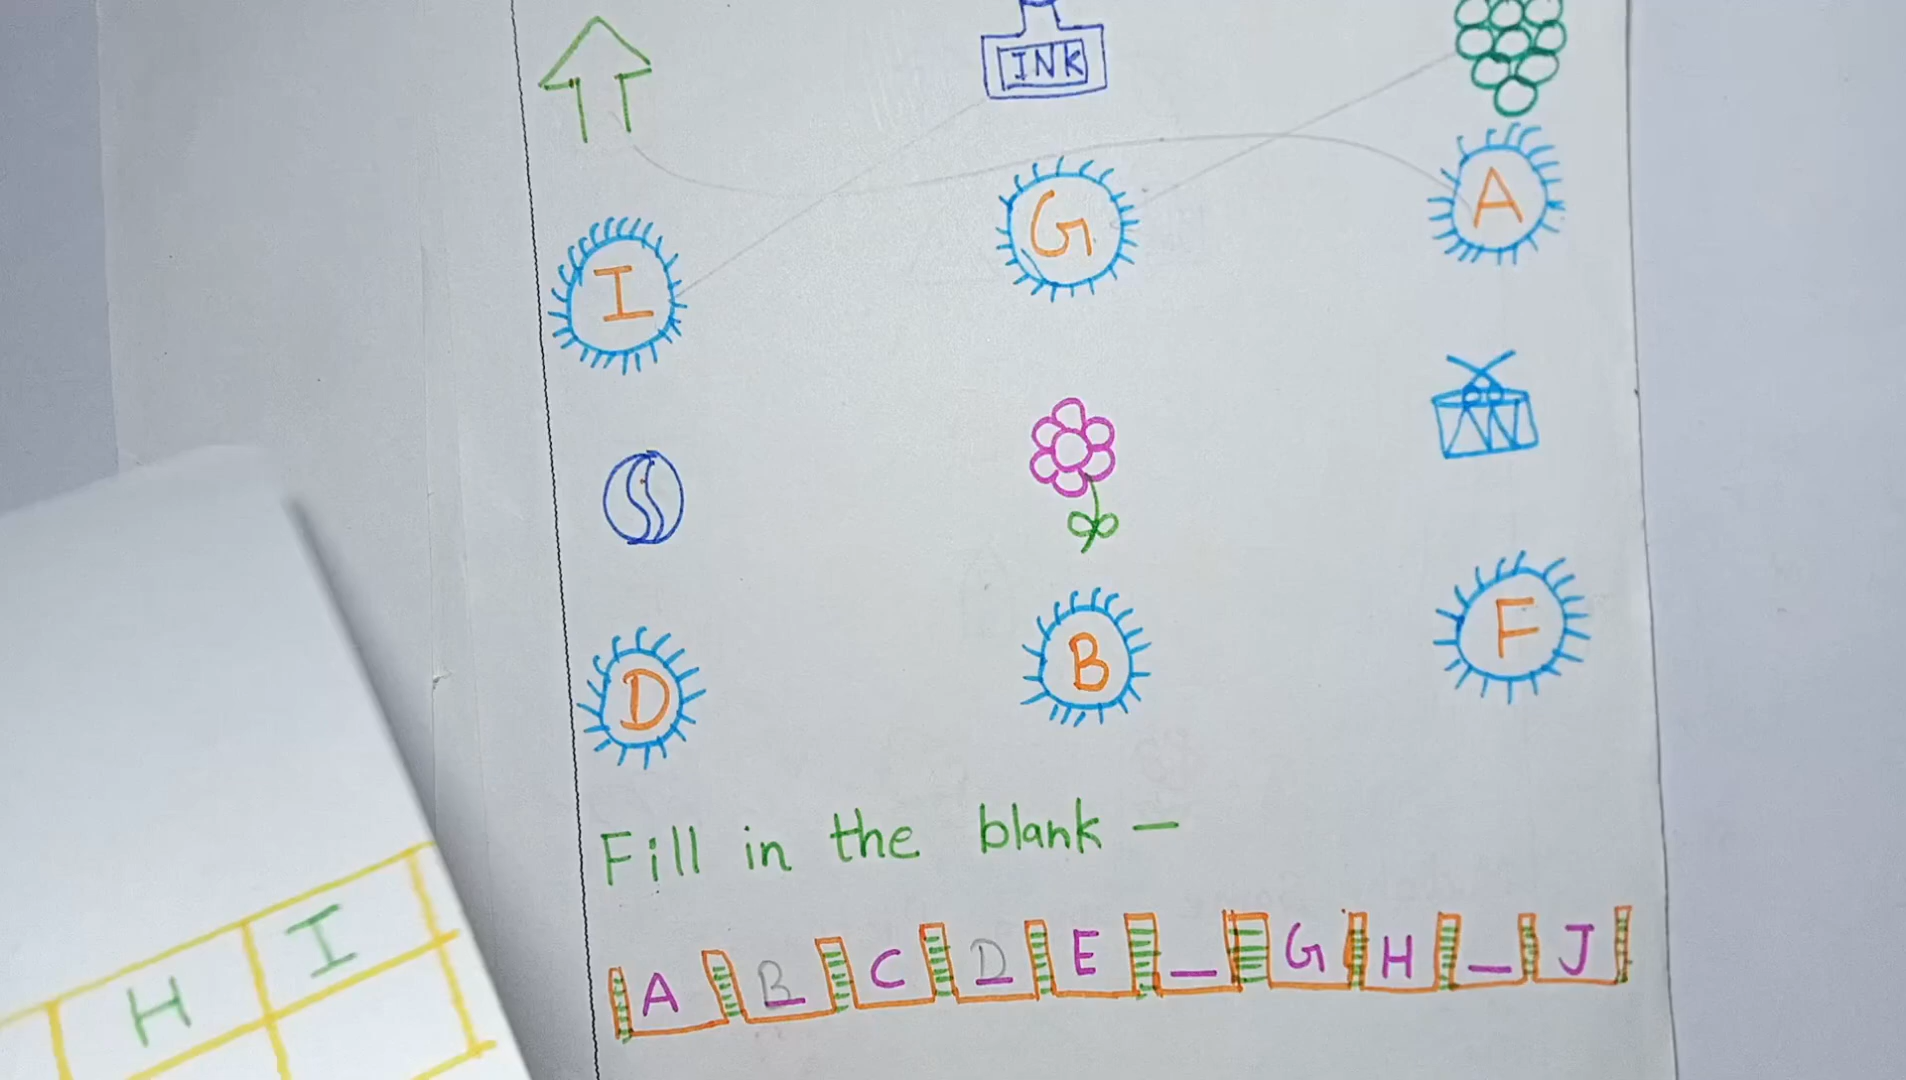 INK
I G A
D B F
Fill in the blank –
A B C D E _ G H _ J
H I